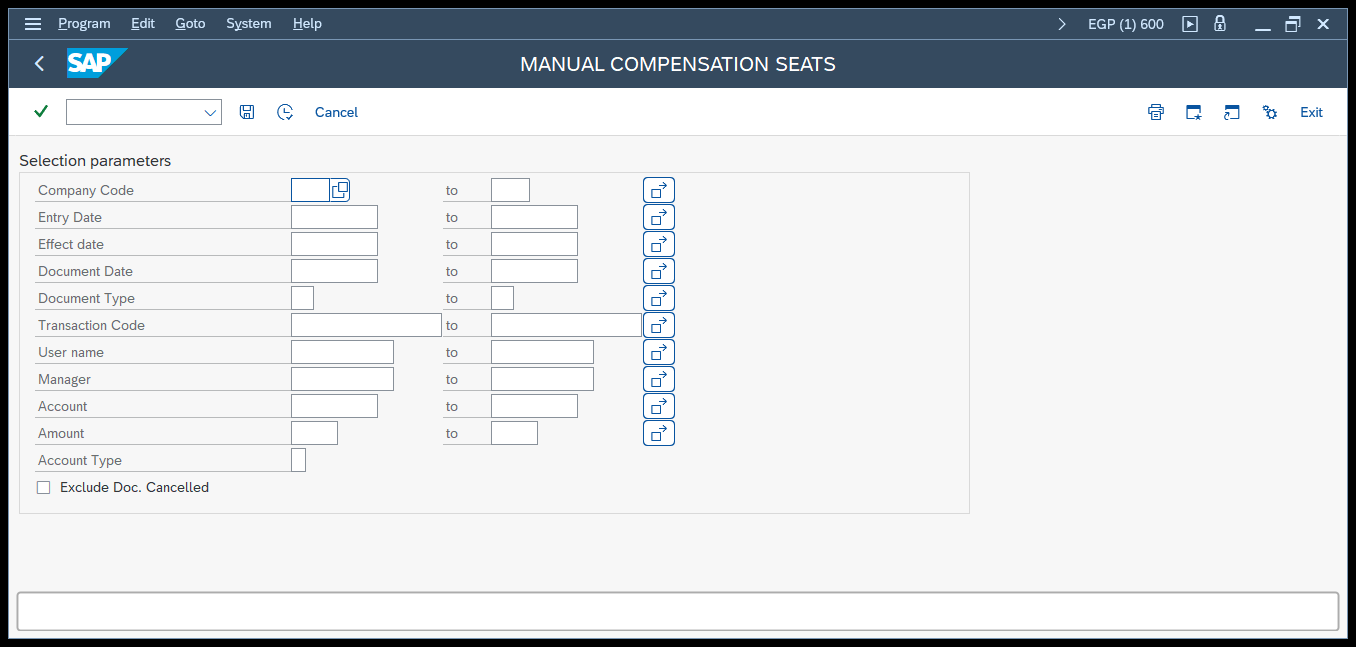 Program Edit Goto System Help EGP (1) 600
SAP MANUAL COMPENSATION SEATS
Cancel Exit
Selection parameters
Company Code to
Entry Date to
Effect date to
Document Date to
Document Type to
Transaction Code to
User name to
Manager to
Account to
Amount to
Account Type
Exclude Doc. Cancelled